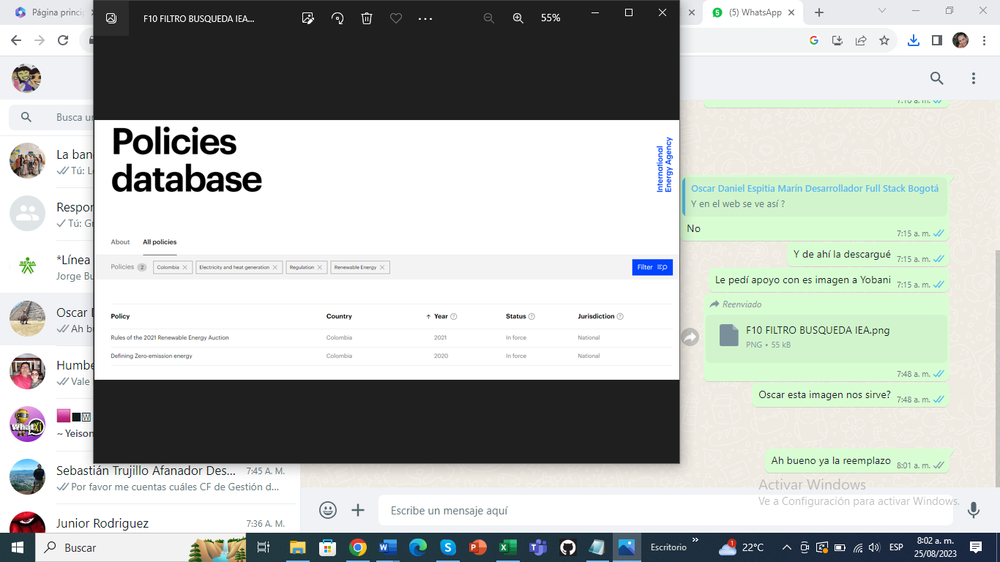 Página princi
F10 FILTRO BUSQUEDA IEA...
55%
(5) WhatsApp
Busca un
La ban
Tú: L
Respor
Tú: Gr
*Línea
Jorge Bu
Oscar D
Ah bu
Humbe
Vale
~ Yeison
Sebastián Trujillo Afanador Des...
7:45 A. M.
Por favor me cuentas cuáles CF de Gestión d...
Junior Rodriguez
7:36 A. M.
Policies
database
International
Energy Agency
About
All policies
Policies 2
Colombia
Electricity and heat generation
Regulation
Renewable Energy
Filter
Policy Country Year Status Jurisdiction
Rules of the 2021 Renewable Energy Auction Colombia 2021 In force National
Defining Zero-emission energy Colombia 2020 In force National
Oscar Daniel Espitia Marín Desarrollador Full Stack Bogotá
Y en el web se ve así ?
No
7:15 a. m.
Y de ahí la descargué 7:15 a. m.
Le pedí apoyo con es imagen a Yobani 7:15 a. m.
Reenviado
F10 FILTRO BUSQUEDA IEA.png
PNG • 55 kB
7:48 a. m.
Oscar esta imagen nos sirve? 7:48 a. m.
Ah bueno ya la reemplazo 8:01 a. m.
Activar Windows
Ve a Configuración para activar Windows.
Escribe un mensaje aquí
Buscar
Escritorio
1
22°C
ESP
8:02 a. m.
25/08/2023